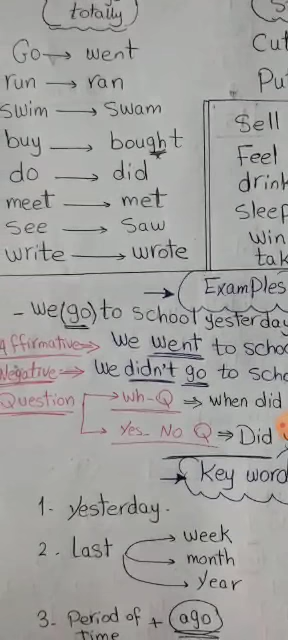 totally
Go → went
run → ran
swim → swam
buy → bought
do → did
meet → met
see → saw
write → wrote
Cut
Put
Sell
Feel
drink
Sleep
win
tak
Examples
- We (go) to school yesterday
Affirmative ⇒ We went to schoo
Negative ⇒ We didn't go to scho
Question → Wh-Q ⇒ when did
→ Yes-No Q ⇒ Did
Key word
1- Yesterday.
2. Last → week
→ month
→ Year
3. Period of + ago
Time